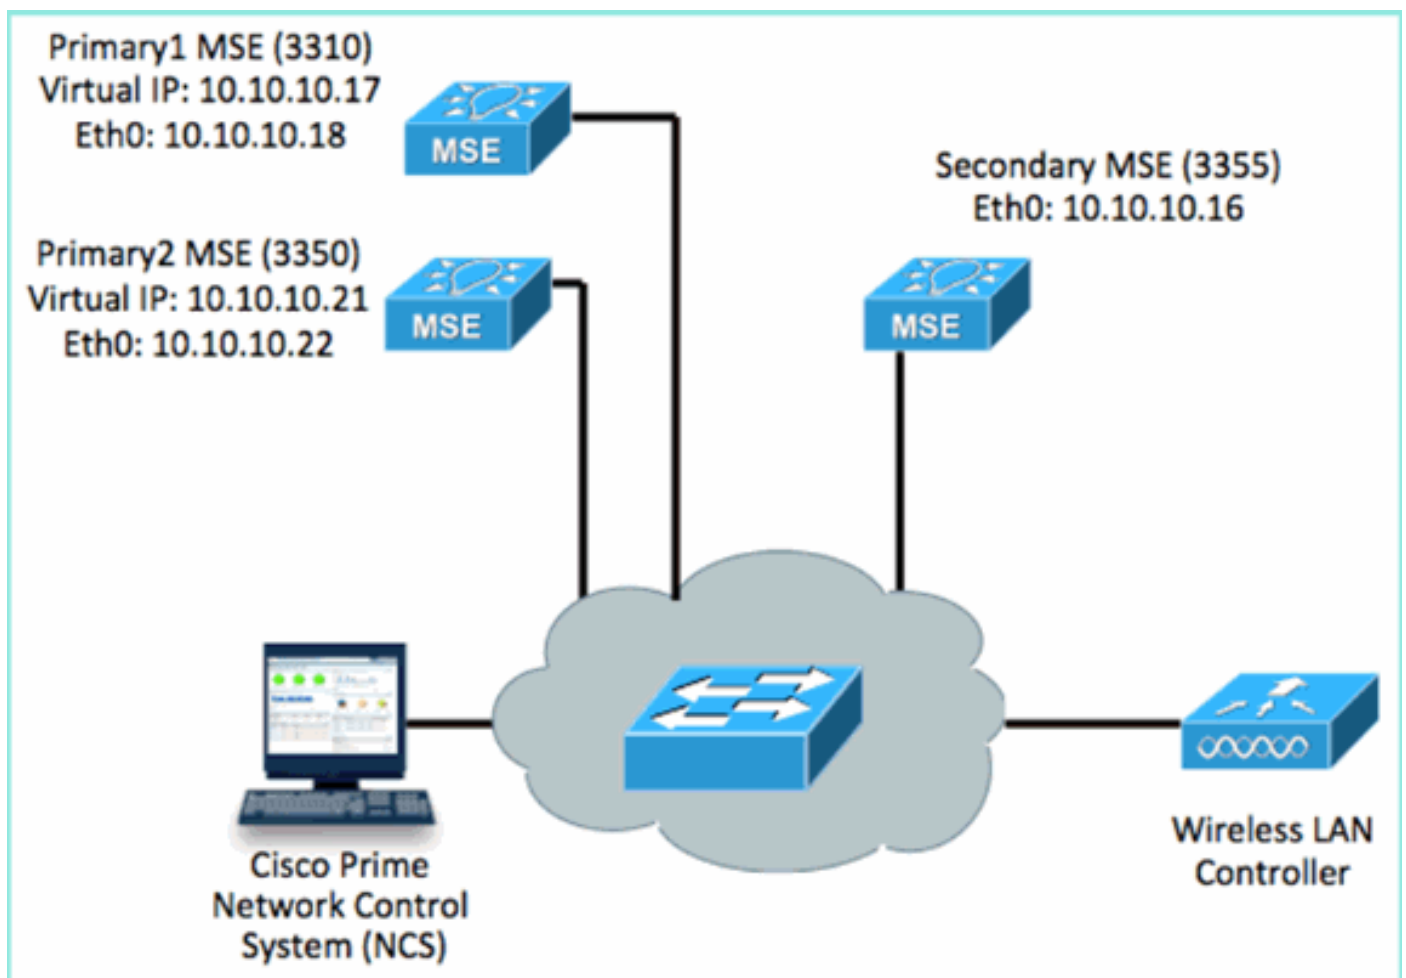 Primary1 MSE (3310)
Virtual IP: 10.10.10.17
Eth0: 10.10.10.18
MSE
Secondary MSE (3355)
Eth0: 10.10.10.16
Primary2 MSE (3350)
Virtual IP: 10.10.10.21
Eth0: 10.10.10.22
MSE
MSE
Cisco Prime
Network Control
System (NCS)
Wireless LAN
Controller